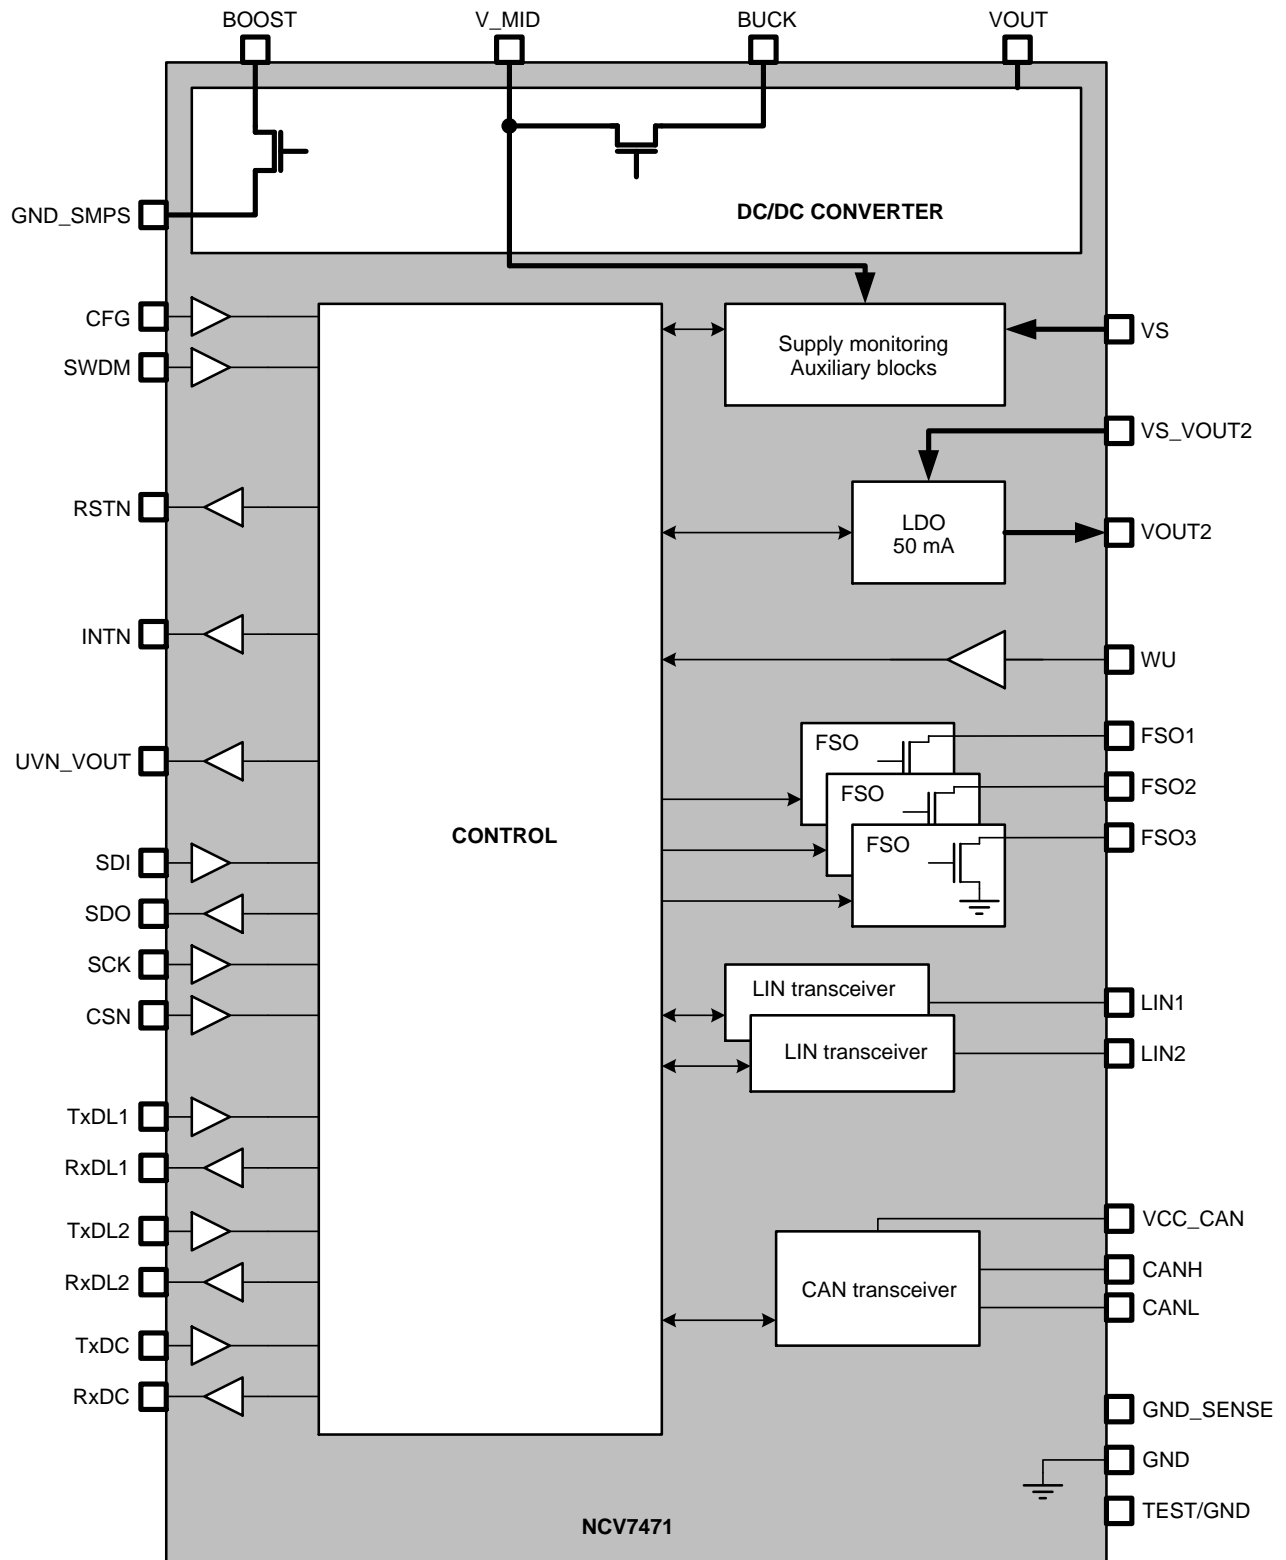 BOOST
V_MID
BUCK
VOUT
GND_SMPS
DC/DC CONVERTER
CFG
SWDM
RSTN
INTN
UVN_VOUT
SDI
SDO
SCK
CSN
TxDL1
RxDL1
TxDL2
RxDL2
TxDC
RxDC
CONTROL
Supply monitoring
Auxiliary blocks
LDO
50 mA
FSO
FSO
FSO
LIN transceiver
LIN transceiver
CAN transceiver
VS
VS_VOUT2
VOUT2
WU
FSO1
FSO2
FSO3
LIN1
LIN2
VCC_CAN
CANH
CANL
GND_SENSE
GND
TEST/GND
NCV7471